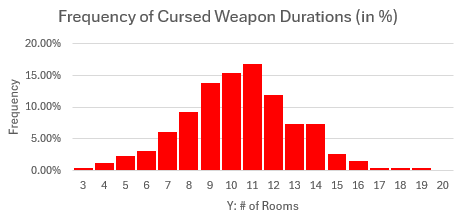 Frequency of Cursed Weapon Durations (in %)
20.00%
15.00%
10.00%
5.00%
0.00%
Frequency
3 4 5 6 7 8 9 10 11 12 13 14 15 16 17 18 19 20
Y: # of Rooms